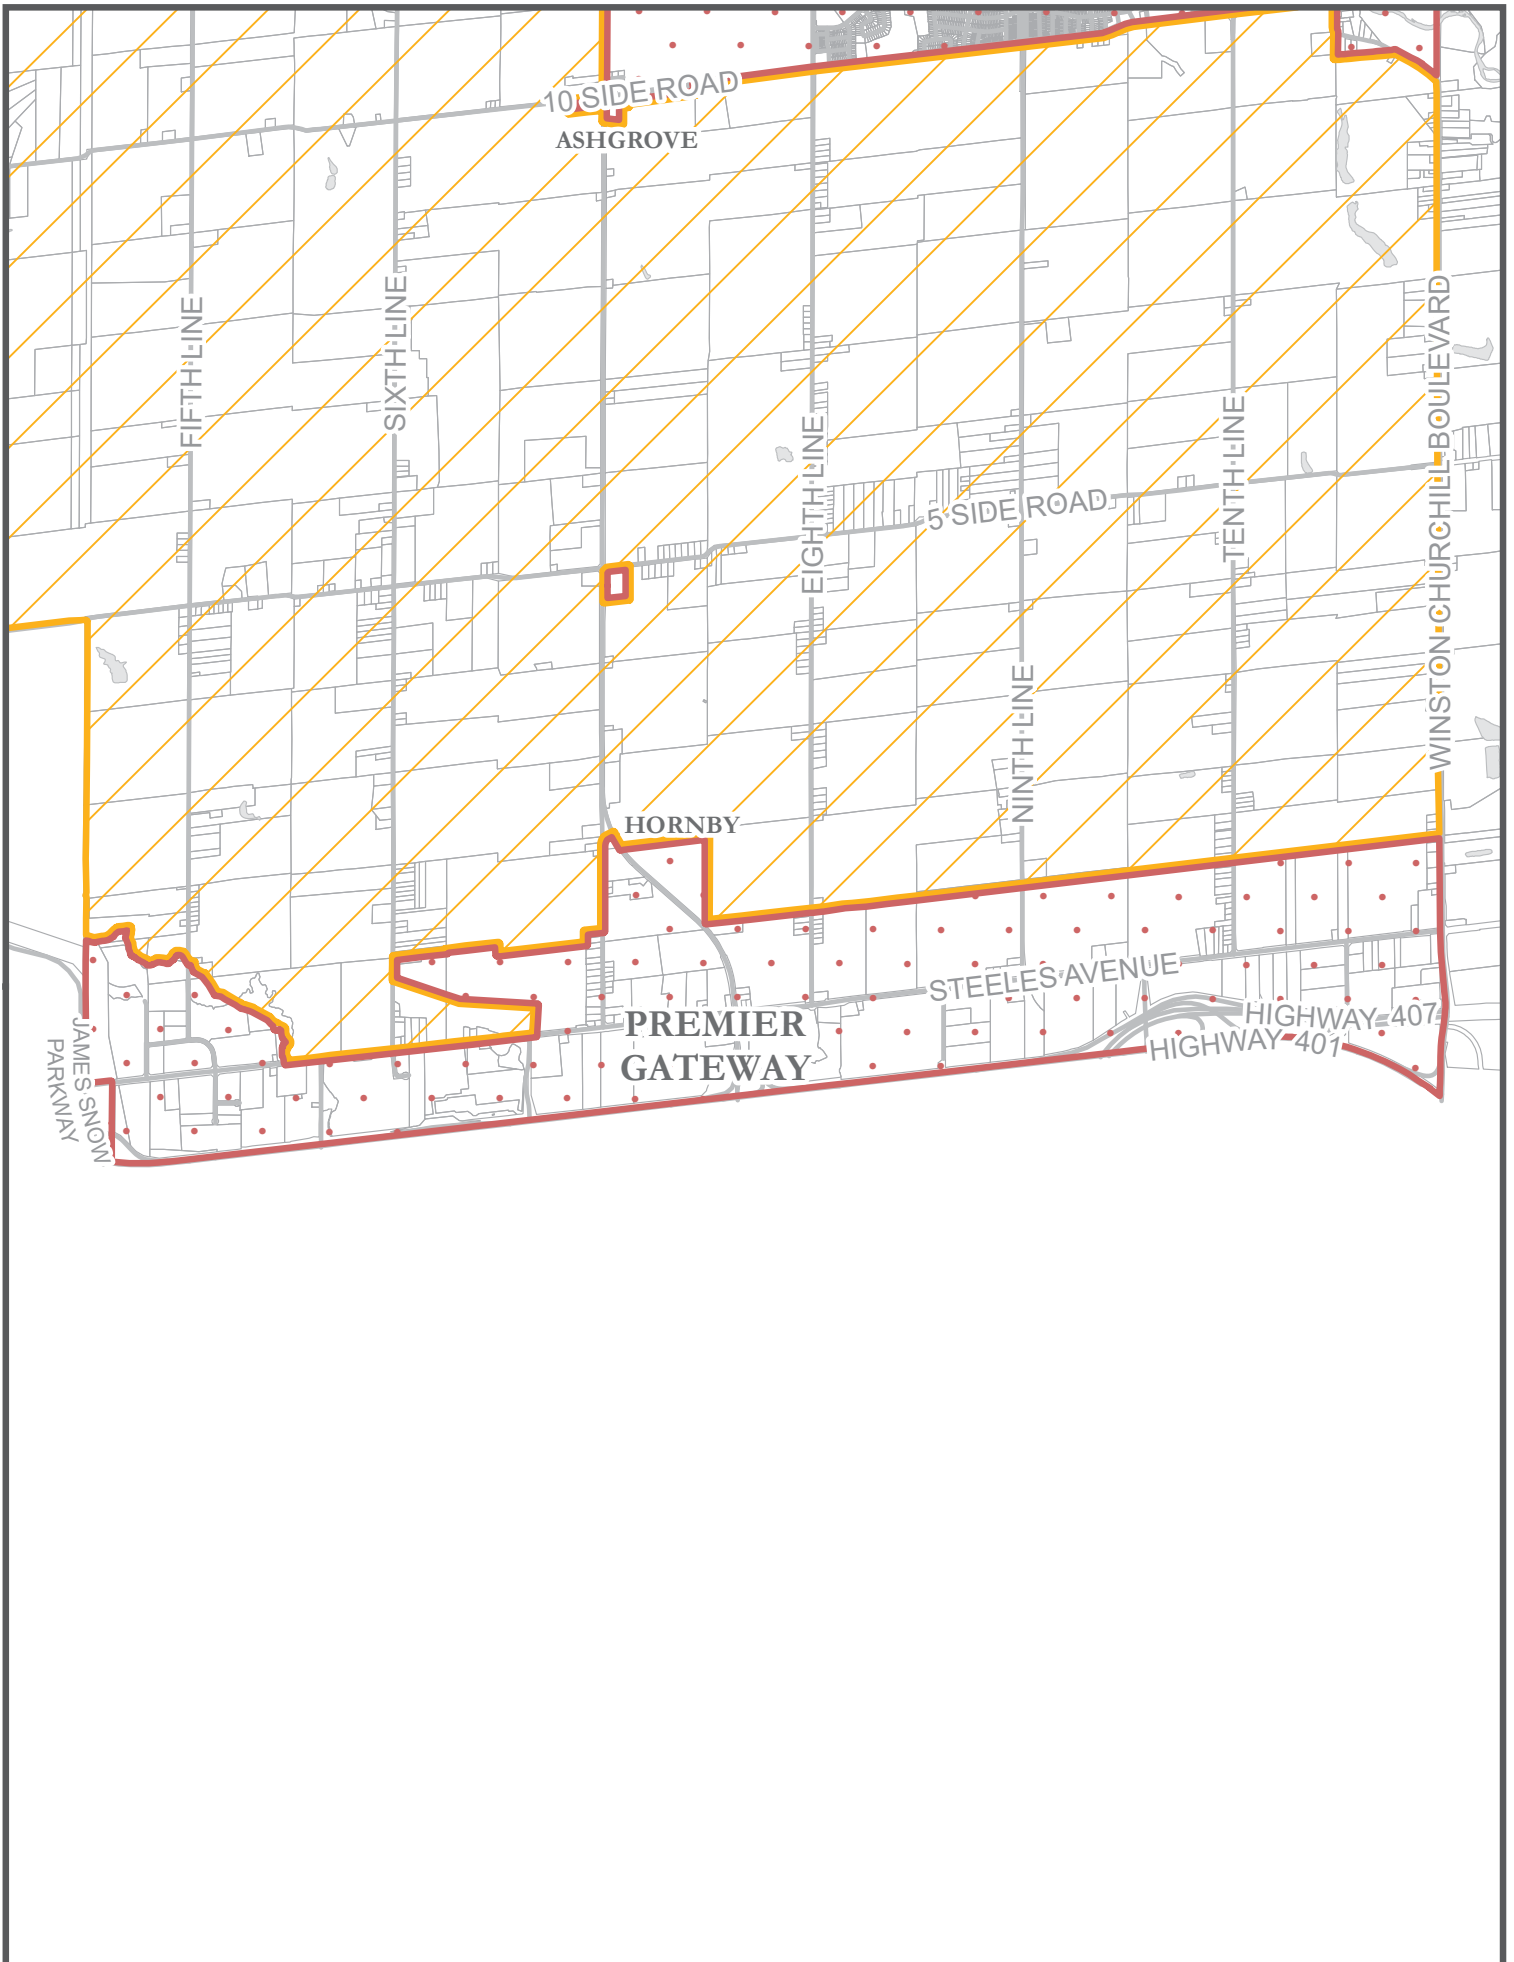 10 SIDE ROAD
ASHGROVE
FIFTH LINE
SIXTH LINE
EIGHTH LINE
NINTH LINE
TENTH LINE
WINSTON CHURCHILL BOULEVARD
5 SIDE ROAD
HORNBY
STEELES AVENUE
PREMIER
GATEWAY
HIGHWAY 407
HIGHWAY 401
JAMES SNOW
PARKWAY